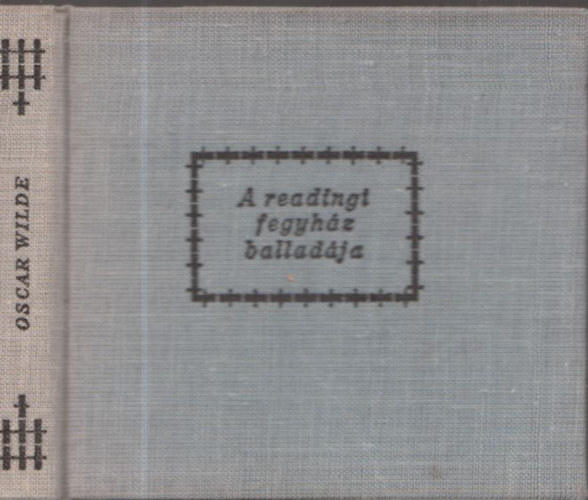 OSCAR WILDE
A readingi
fegyház
balladája